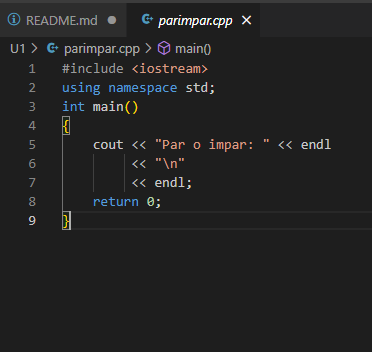 README.md parimpar.cpp
U1 > parimpar.cpp > main()
1 #include <iostream>
2 using namespace std;
3 int main()
4 {
5 cout << "Par o impar: " << endl
6 << "\n"
7 << endl;
8 return 0;
9 }